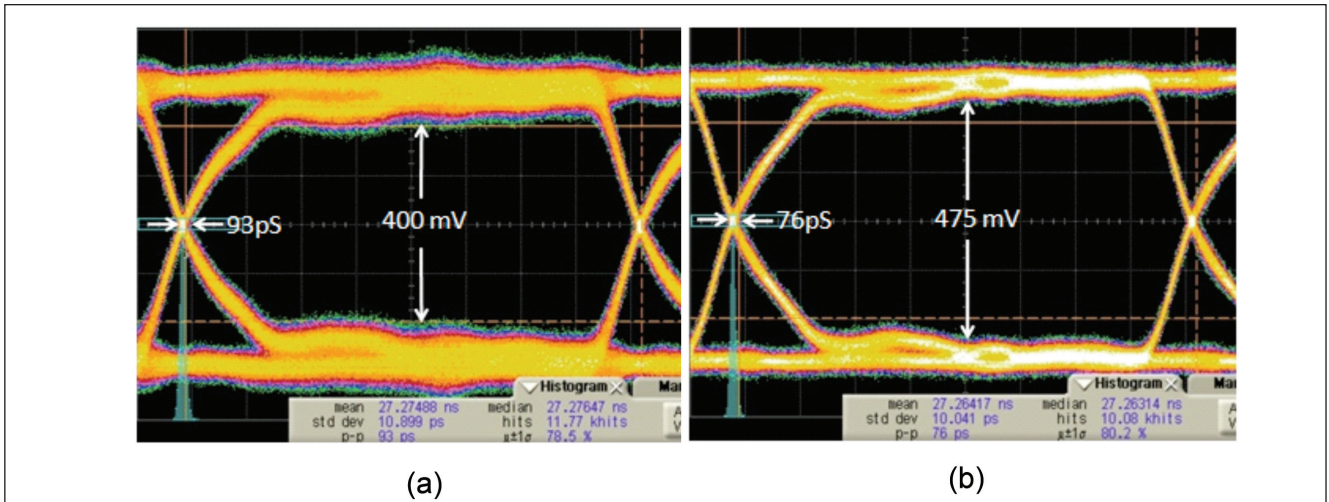 93pS
400 mV
Histogram
Mar
mean 27.27488 ns median 27.27647 ns
std dev 10.899 ps hits 11.77 khits
p-p 93 ps μ±1σ 78.5 %
(a)
76pS
475 mV
Histogram
Mar
mean 27.26417 ns median 27.26314 ns
std dev 10.041 ps hits 10.08 khits
p-p 76 ps μ±1σ 80.2 %
(b)